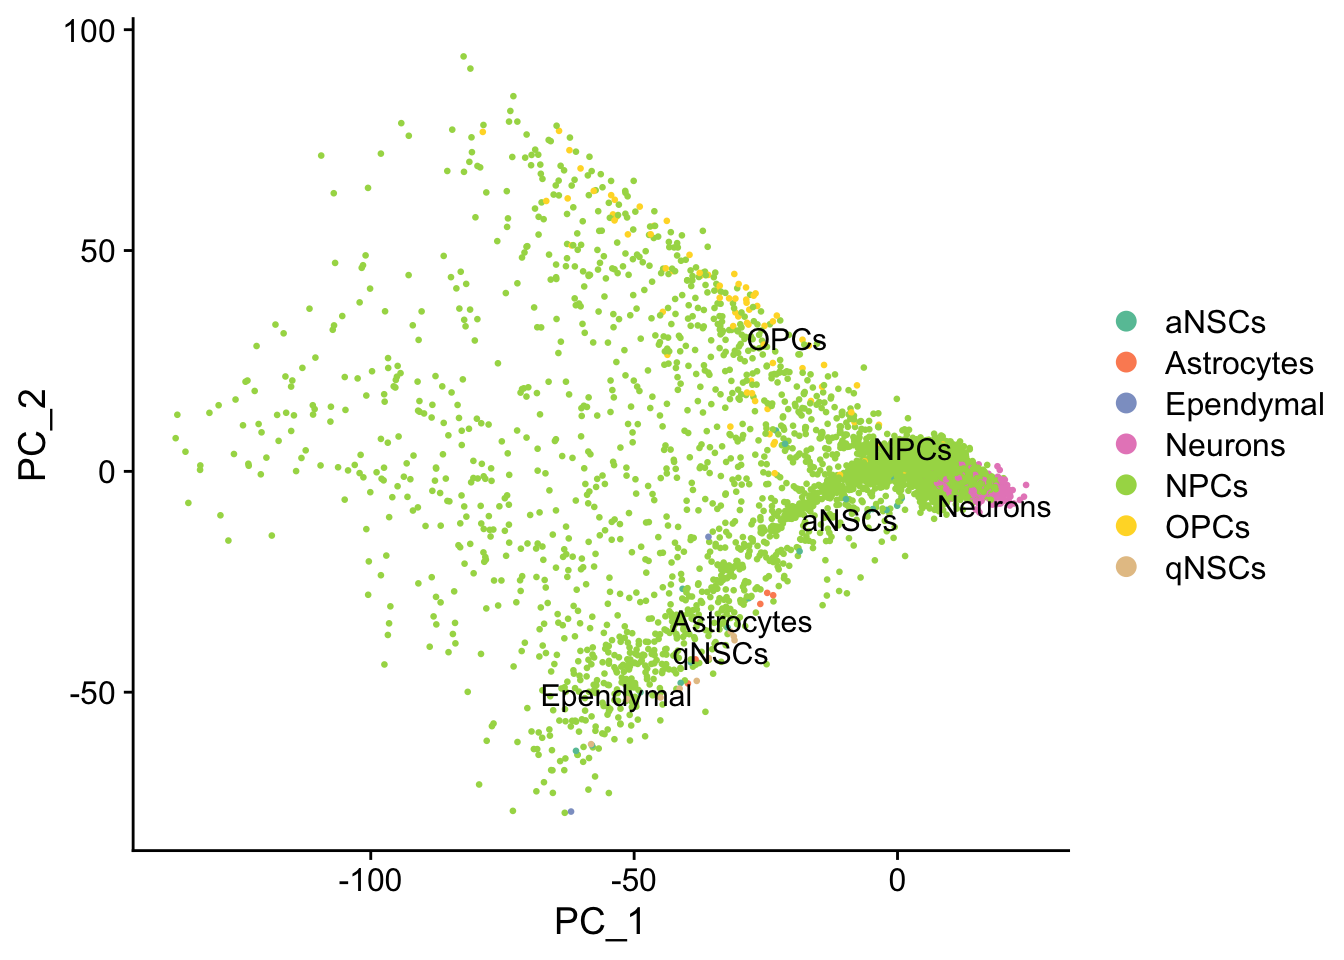 100
50
0
-50
PC_2
-100
-50
0
PC_1
OPCs
NPCs
Neurons
aNSCs
Astrocytes
qNSCs
Ependymal
aNSCs
Astrocytes
Ependymal
Neurons
NPCs
OPCs
qNSCs